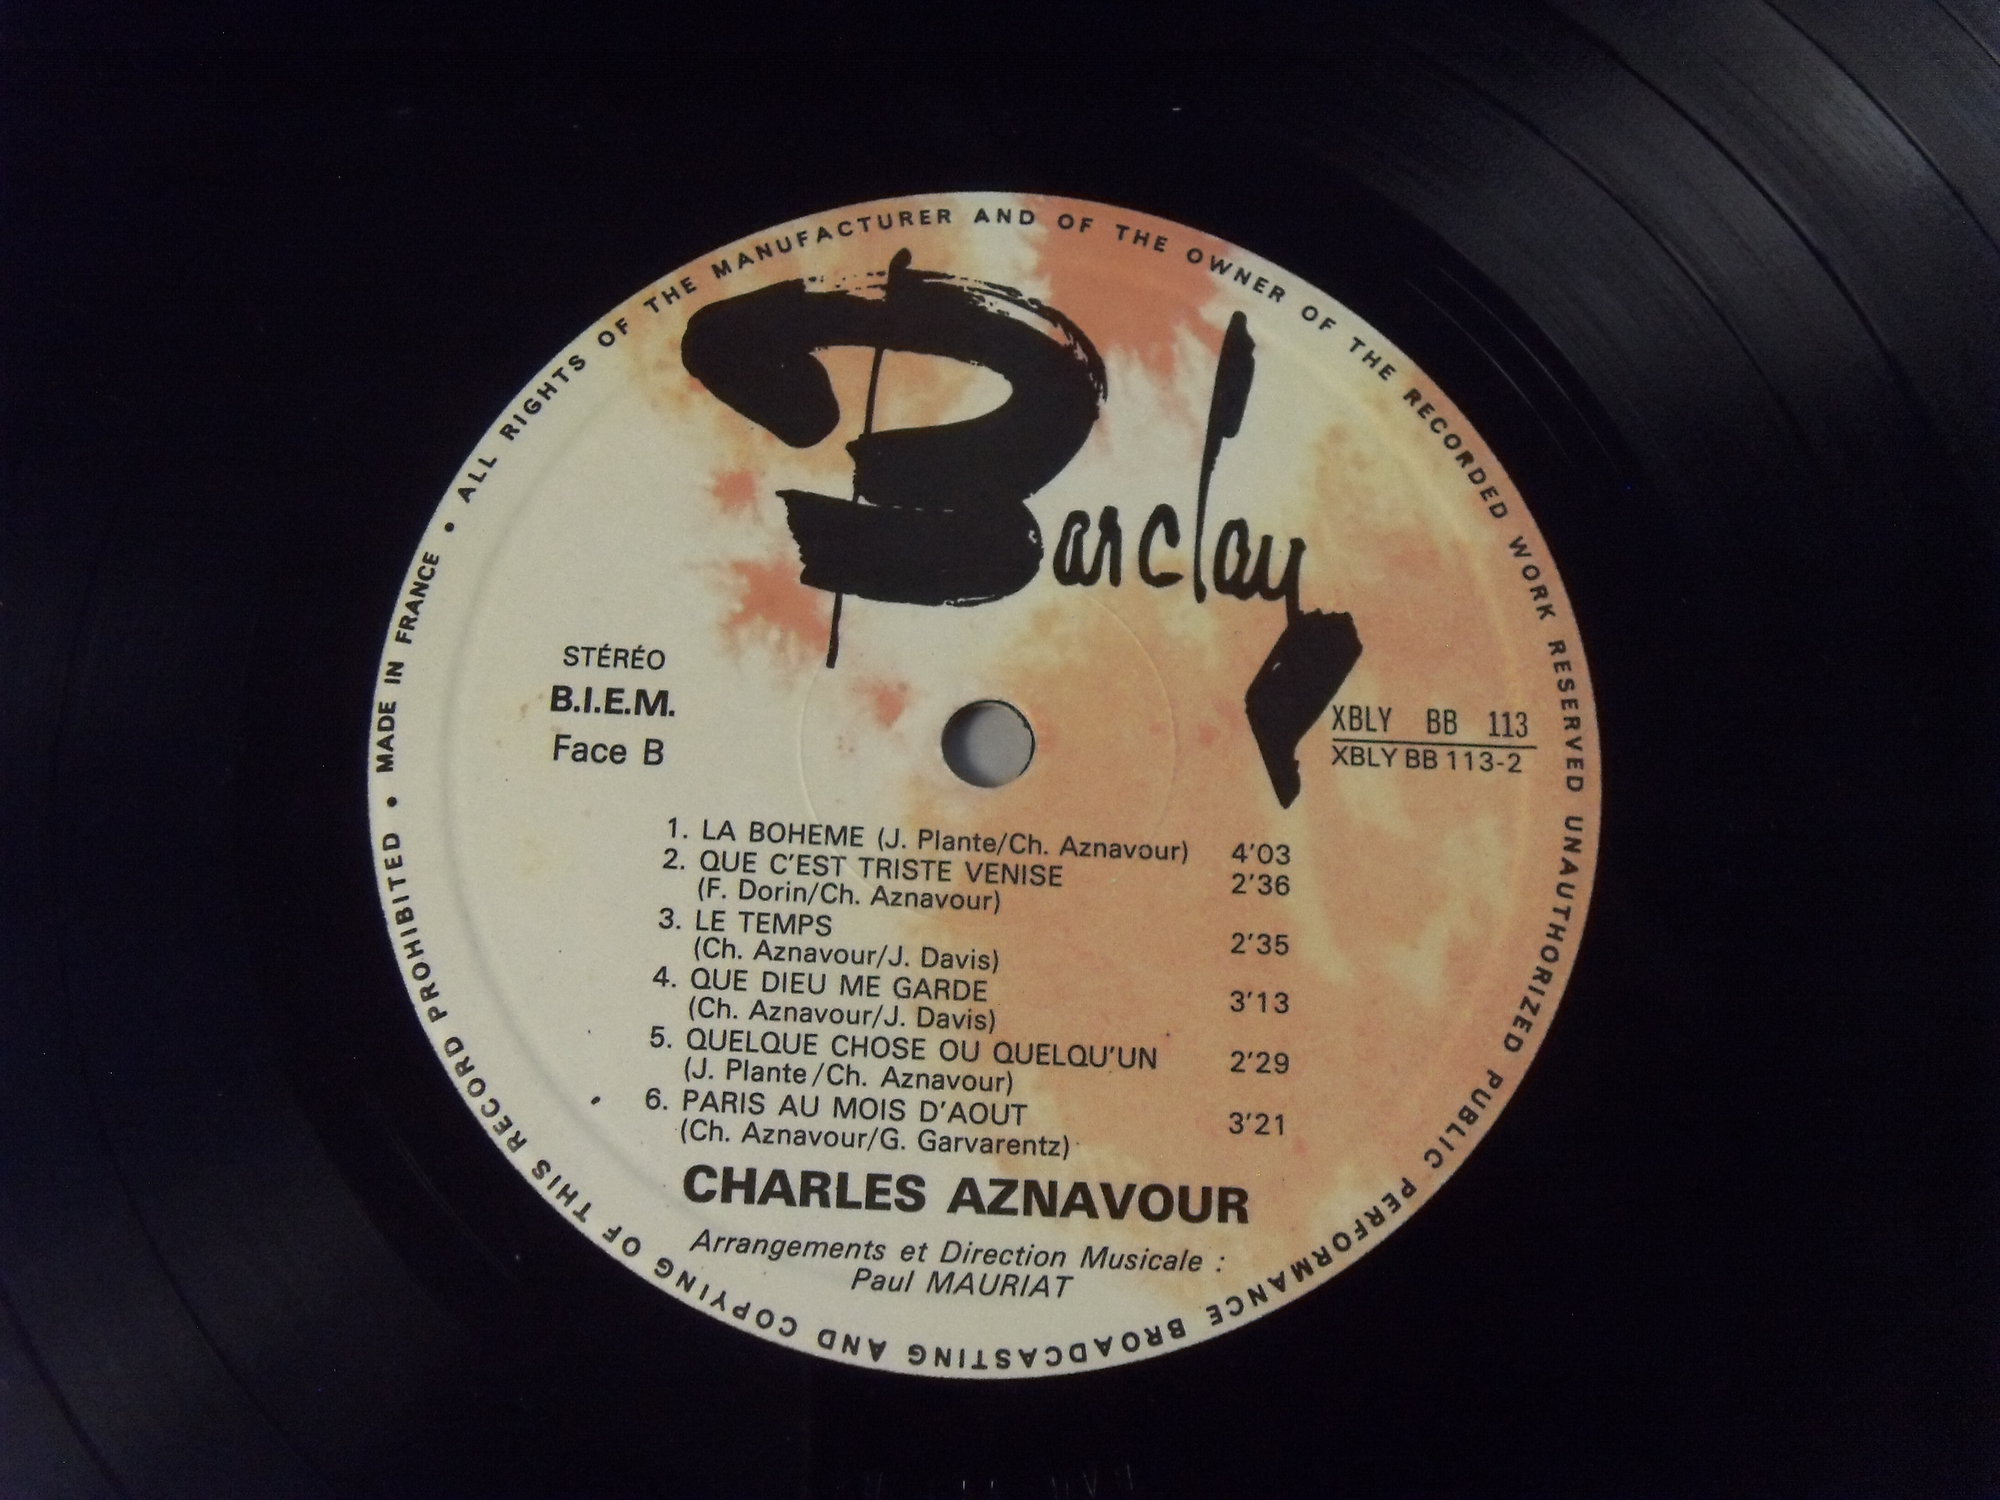 ALL RIGHTS OF THE MANUFACTURER AND OF THE OWNER OF THE RECORDED WORK RESERVED UNAUTHORIZED PUBLIC PERFORMANCE BROADCASTING AND COPYING OF THIS RECORD PROHIBITED • MADE IN FRANCE •
Barclay
STÉRÉO
B.I.E.M.
Face B
XBLY BB 113
XBLY BB 113-2
1. LA BOHEME (J. Plante/Ch. Aznavour) 4'03
2. QUE C'EST TRISTE VENISE 2'36
(F. Dorin/Ch. Aznavour)
3. LE TEMPS
(Ch. Aznavour/J. Davis) 2'35
4. QUE DIEU ME GARDE 3'13
(Ch. Aznavour/J. Davis)
5. QUELQUE CHOSE OU QUELQU'UN 2'29
(J. Plante/Ch. Aznavour)
6. PARIS AU MOIS D'AOUT 3'21
(Ch. Aznavour/G. Garvarentz)
CHARLES AZNAVOUR
Arrangements et Direction Musicale :
Paul MAURIAT